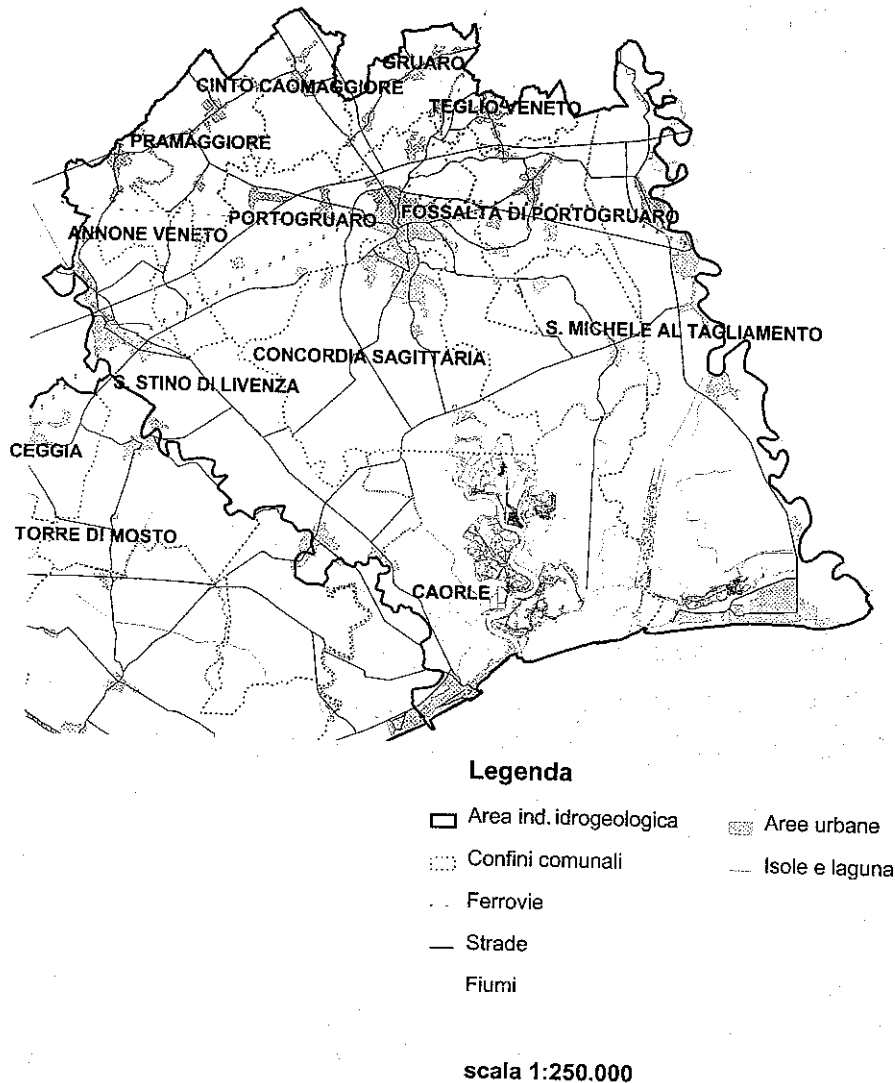 GRUARO
CINTO CAOMAGGIORE
TEGLIO VENETO
PRAMAGGIORE
PORTOGRUARO
FOSSALTA DI PORTOGRUARO
ANNONE VENETO
S. MICHELE AL TAGLIAMENTO
CONCORDIA SAGITTARIA
S. STINO DI LIVENZA
CEGGIA
TORRE DI MOSTO
CAORLE
Legenda
Area ind. idrogeologica
Aree urbane
Confini comunali
Isole e laguna
Ferrovie
Strade
Fiumi
scala 1:250.000